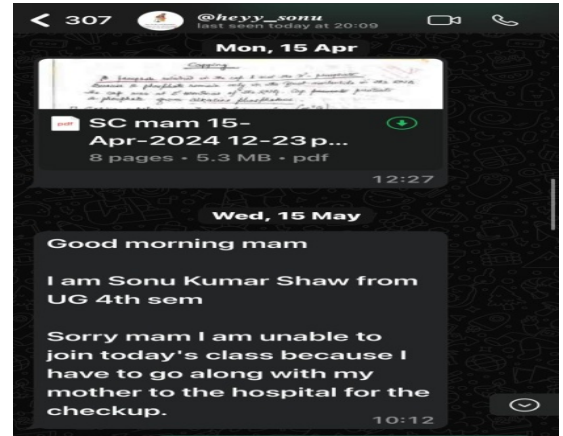 307
@heyy_sonu
last seen today at 20:09
Mon, 15 Apr
Capping
SC mam 15-
Apr-2024 12-23 p...
8 pages • 5.3 MB • pdf
12:27
Wed, 15 May
Good morning mam
I am Sonu Kumar Shaw from
UG 4th sem
Sorry mam I am unable to
join today's class because I
have to go along with my
mother to the hospital for the
checkup.
10:12